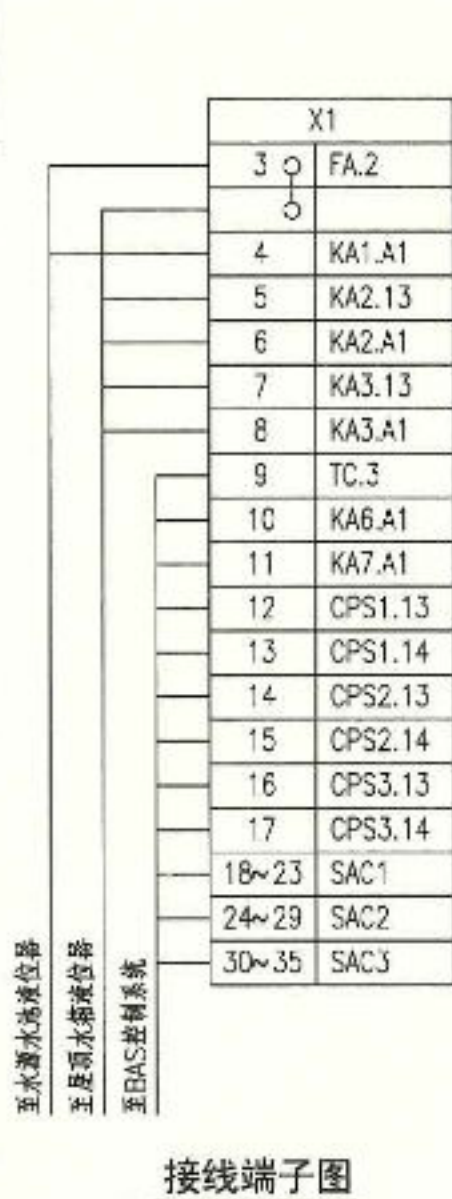 X1
3 FA.2
4 KA1.A1
5 KA2.13
6 KA2.A1
7 KA3.13
8 KA3.A1
9 TC.3
10 KA6.A1
11 KA7.A1
12 CPS1.13
13 CPS1.14
14 CPS2.13
15 CPS2.14
16 CPS3.13
17 CPS3.14
18~23 SAC1
24~29 SAC2
30~35 SAC3
至水源水池液位器
至屋顶水箱液位器
至BAS控制系统
接线端子图